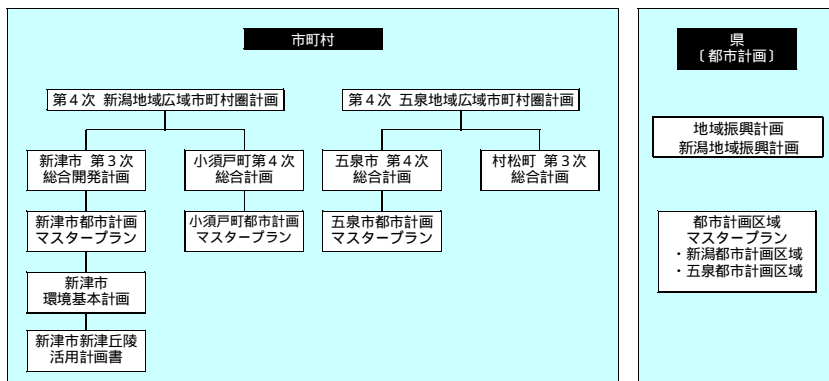 市町村
第4次 新潟地域広域市町村圏計画
第4次 五泉地域広域市町村圏計画
新津市 第3次
総合開発計画
小須戸町第4次
総合計画
五泉市 第4次
総合計画
村松町 第3次
総合計画
新津市都市計画
マスタープラン
小須戸町都市計画
マスタープラン
五泉市都市計画
マスタープラン
新津市
環境基本計画
新津市新津丘陵
活用計画書
県
〔都市計画〕
地域振興計画
新潟地域振興計画
都市計画区域
マスタープラン
・新潟都市計画区域
・五泉都市計画区域